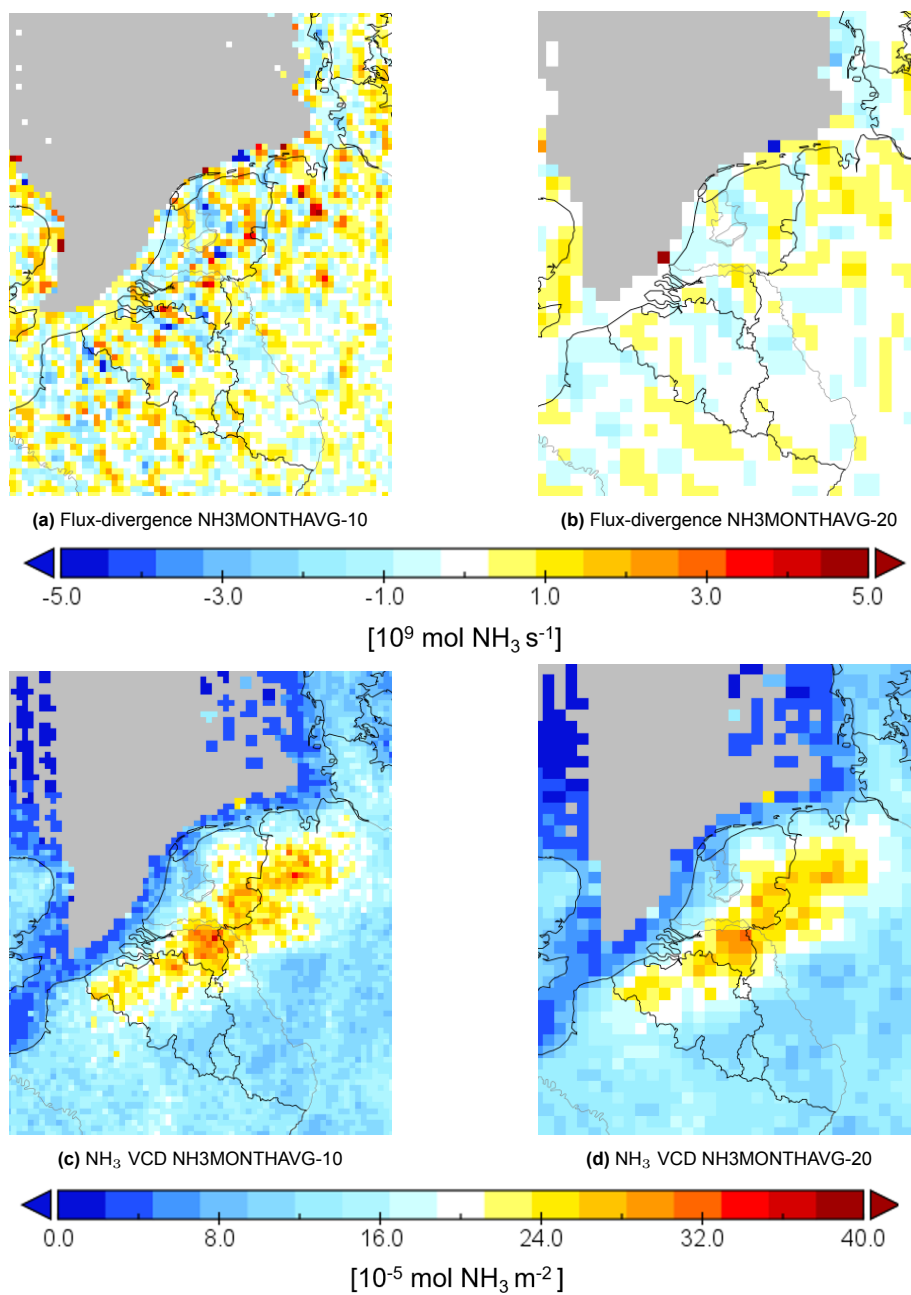 (a) Flux-divergence NH3MONTHAVG-10
(b) Flux-divergence NH3MONTHAVG-20
-5.0 -3.0 -1.0 1.0 3.0 5.0
[10⁹ mol NH₃ s⁻¹]
(c) NH₃ VCD NH3MONTHAVG-10
(d) NH₃ VCD NH3MONTHAVG-20
0.0 8.0 16.0 24.0 32.0 40.0
[10⁻⁵ mol NH₃ m⁻² ]